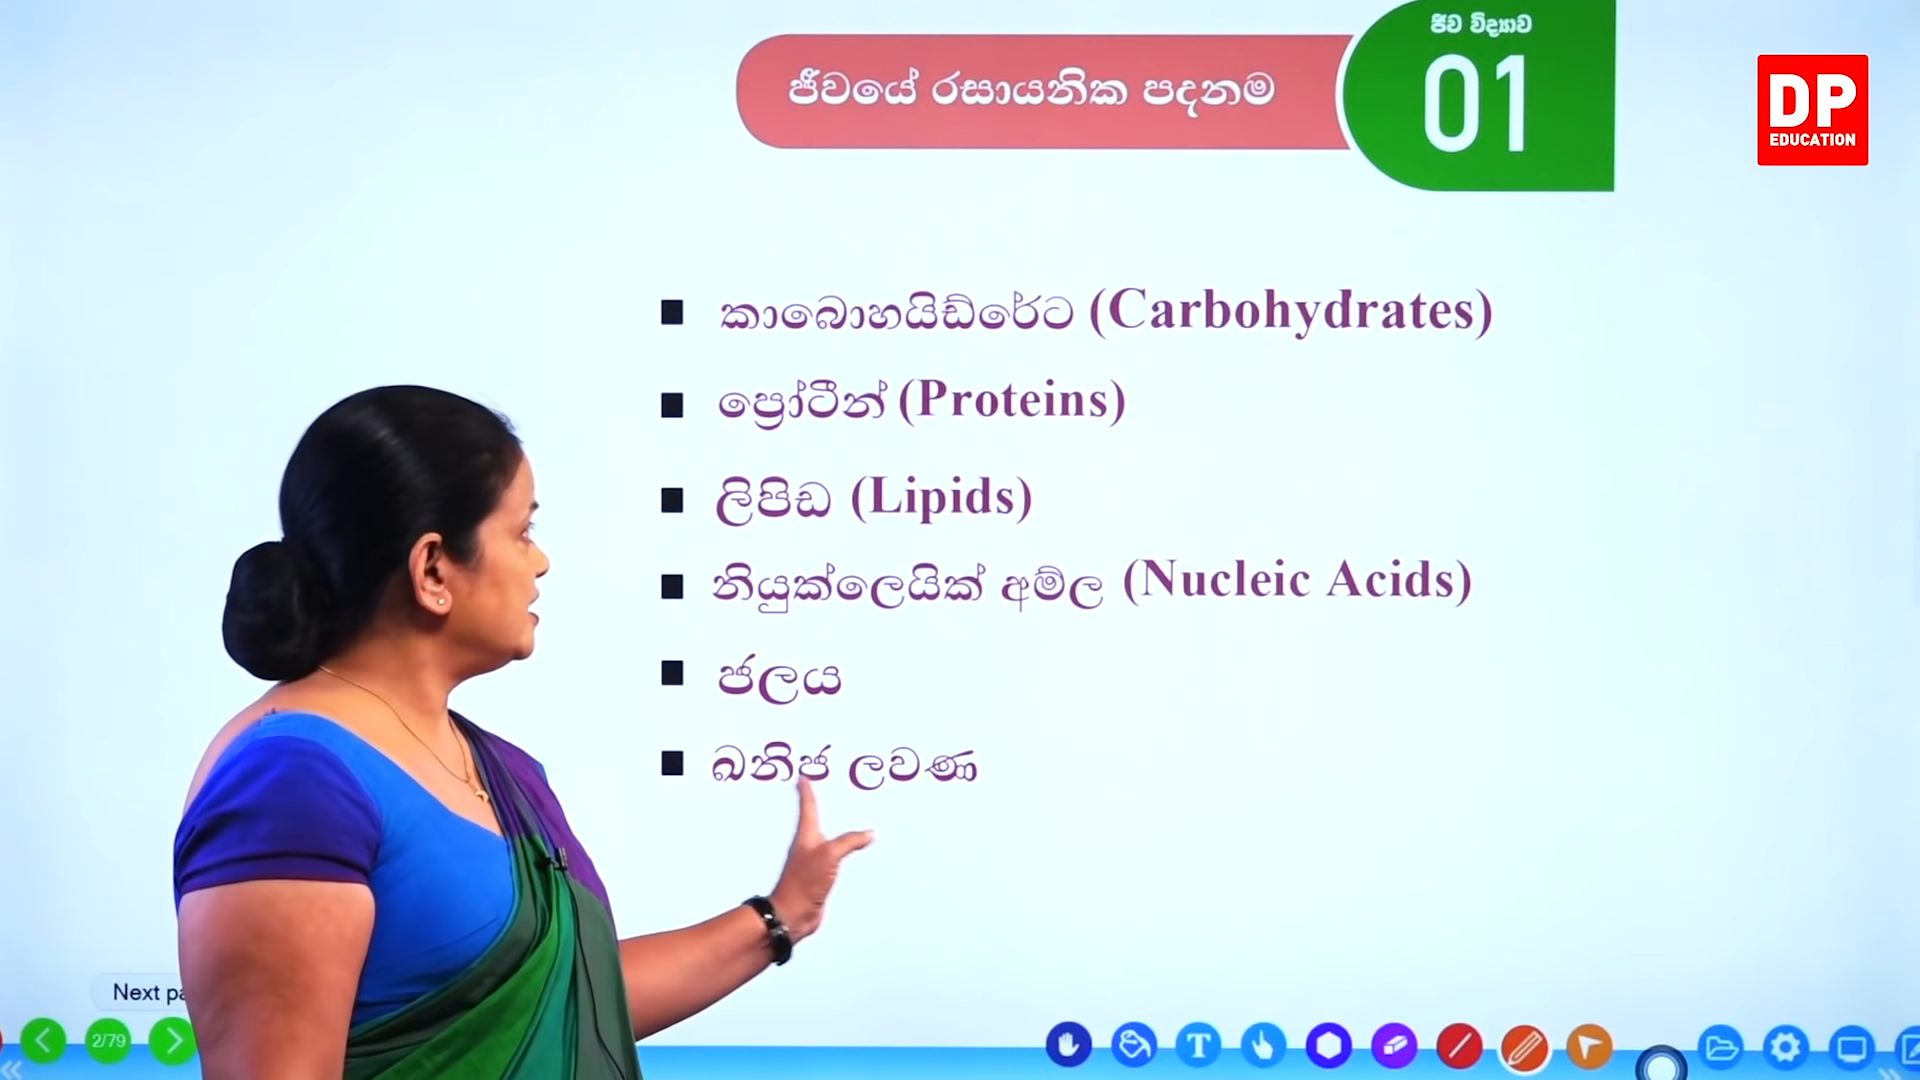 ජීව විද්‍යාව
ජීවයේ රසායනික පදනම
01
DP
EDUCATION
කාබොහයිඩ්රේට (Carbohydrates)
ප්‍රෝටීන් (Proteins)
ලිපිඩ (Lipids)
නියුක්ලෙයික් අම්ල (Nucleic Acids)
ජලය
ඛනිජ ලවණ
Next
2/79
T